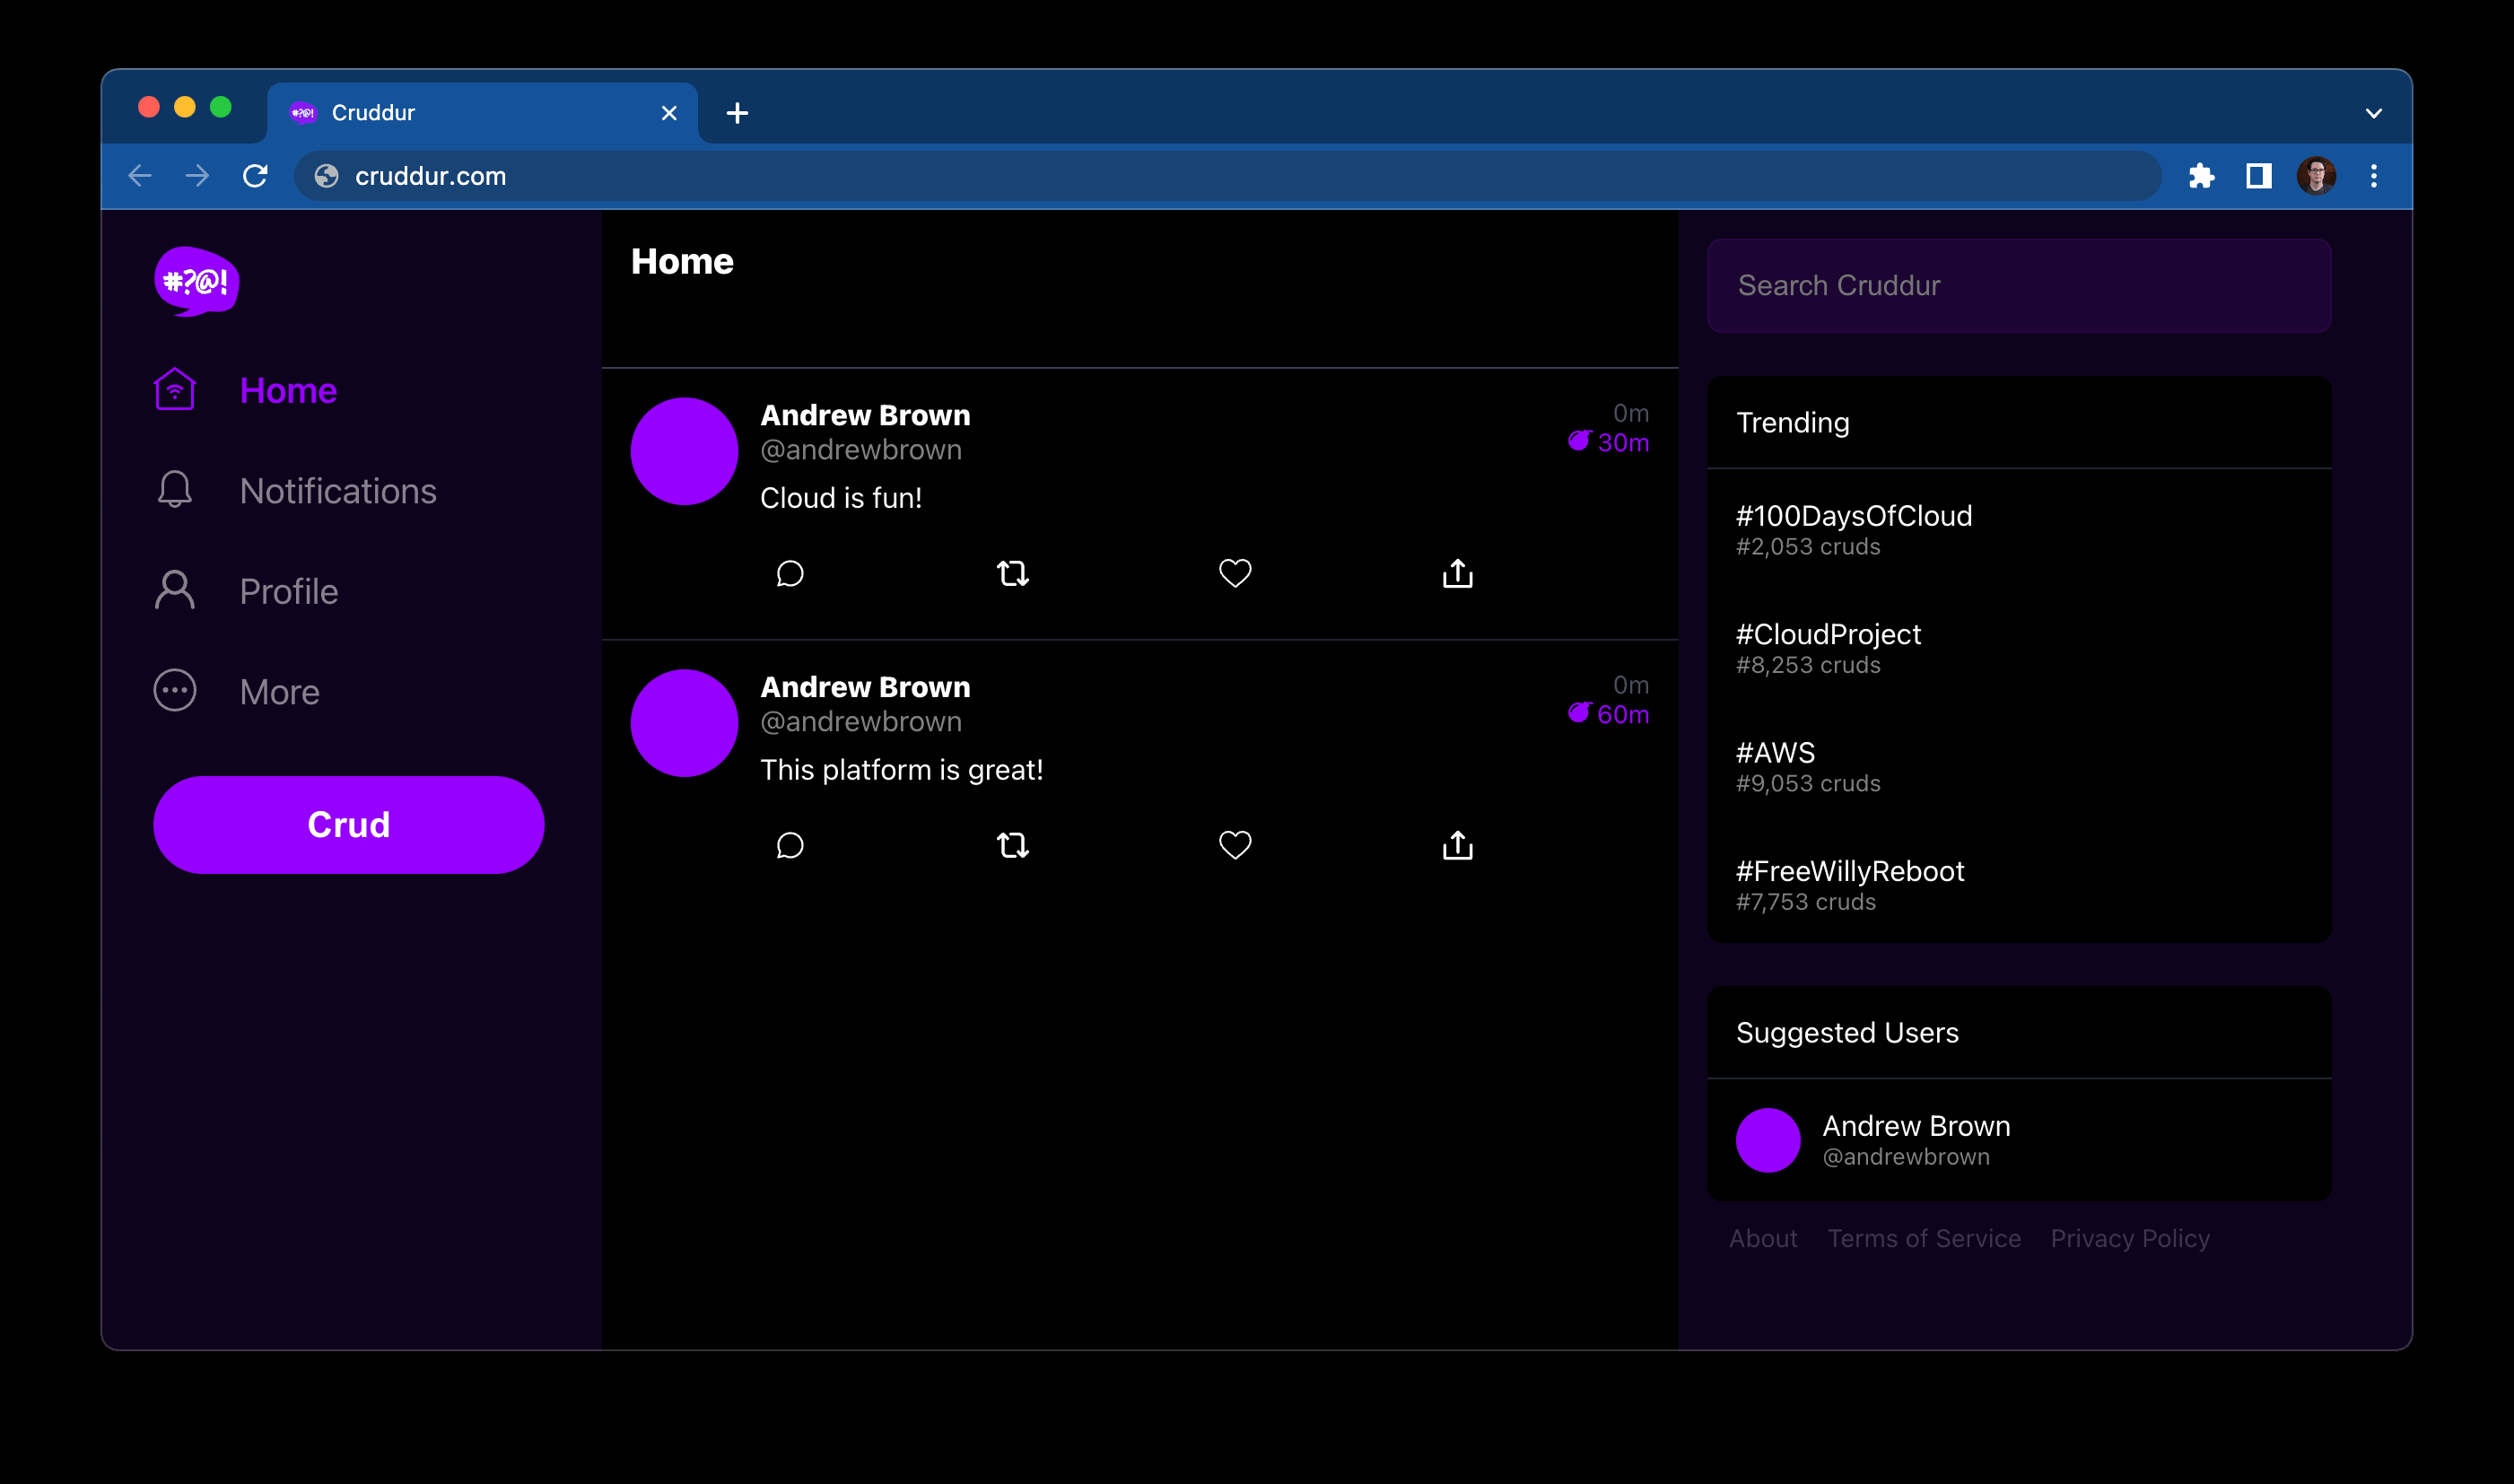 #?@! Cruddur
cruddur.com
#?@!
Home
Notifications
Profile
More
Crud
Home
Andrew Brown
0m
@andrewbrown
30m
Cloud is fun!
Andrew Brown
0m
@andrewbrown
60m
This platform is great!
Search Cruddur
Trending
#100DaysOfCloud
#2,053 cruds
#CloudProject
#8,253 cruds
#AWS
#9,053 cruds
#FreeWillyReboot
#7,753 cruds
Suggested Users
Andrew Brown
@andrewbrown
About Terms of Service Privacy Policy